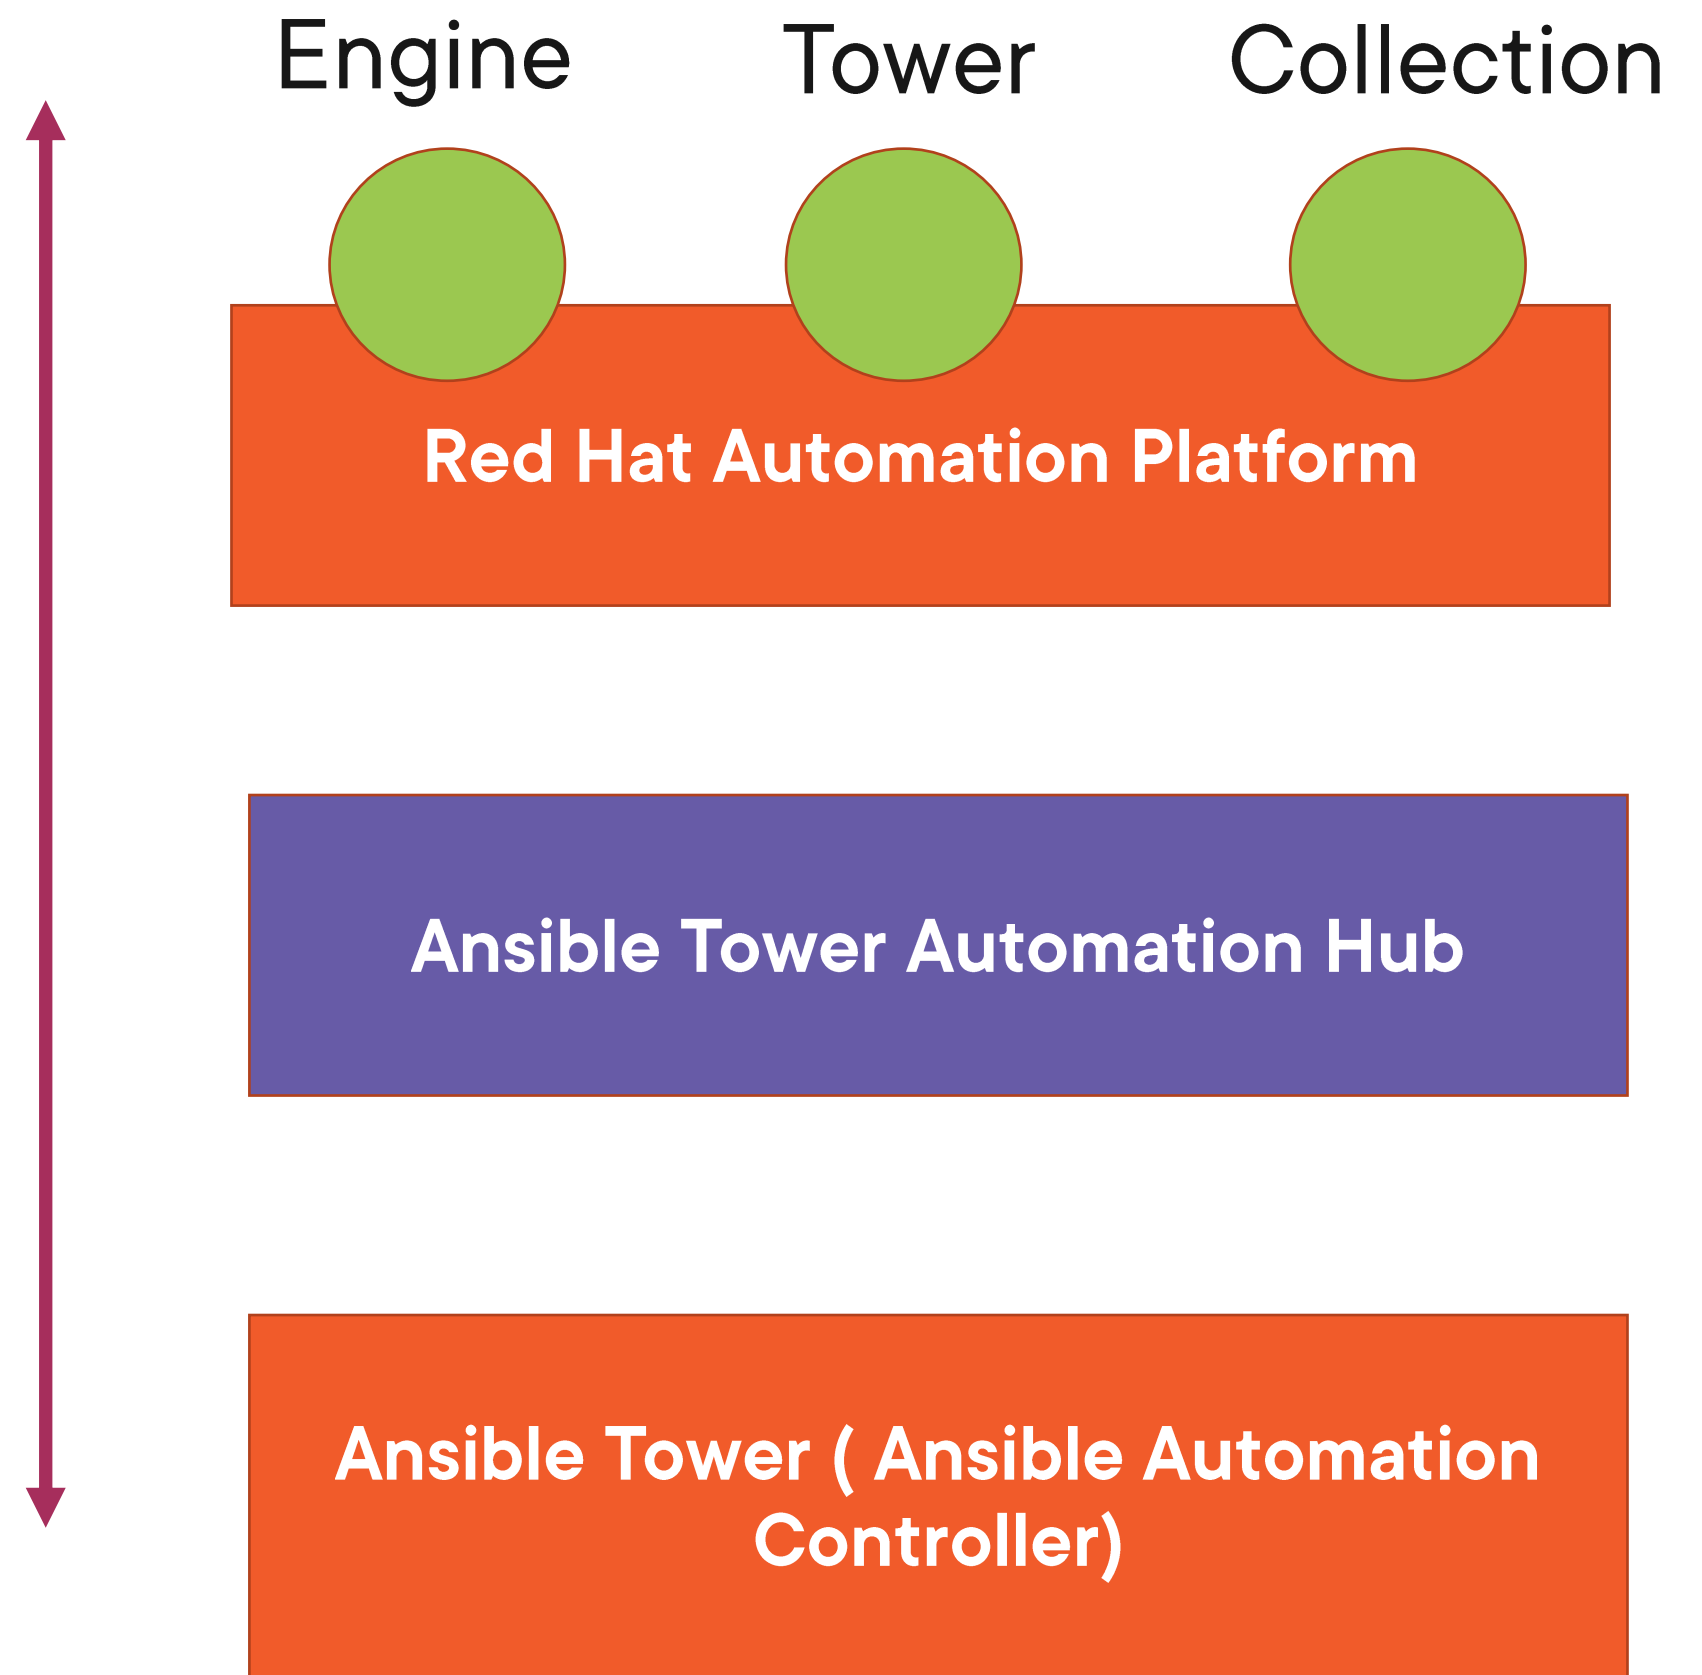 Engine Tower Collection
Red Hat Automation Platform
Ansible Tower Automation Hub
Ansible Tower ( Ansible Automation
Controller)